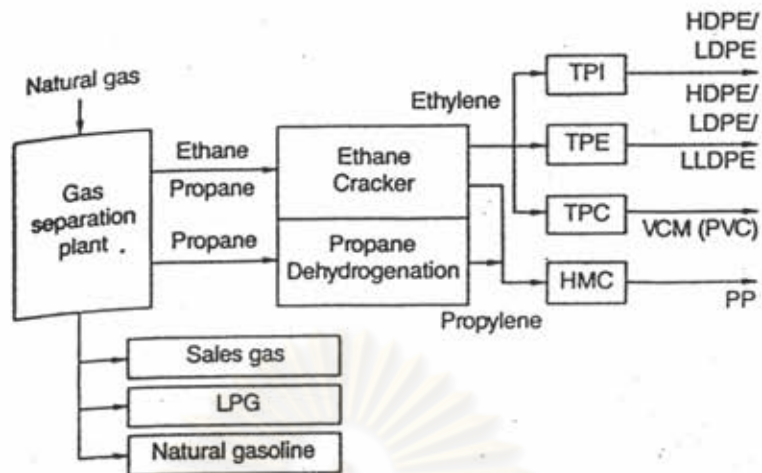 Natural gas
Gas
separation
plant
Ethane
Propane
Propane
Ethane
Cracker
Propane
Dehydrogenation
Ethylene
Propylene
TPI
TPE
TPC
HMC
HDPE/
LDPE
HDPE/
LDPE/
LLDPE
VCM (PVC)
PP
Sales gas
LPG
Natural gasoline